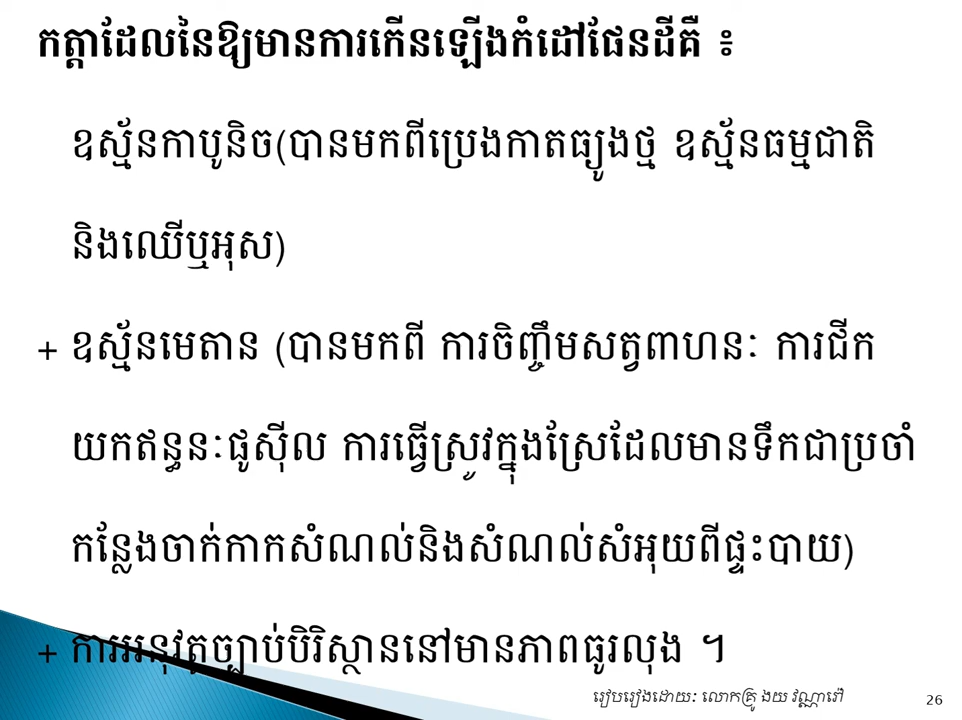 កត្តាដែលនៃឱ្យមានការកើនឡើងកំដៅផែនដីគឺ ៖
ឧស្ម័នកាបូនិច(បានមកពីប្រេងកាតធ្យូងថ្ម ឧស្ម័នធម្មជាតិ
និងឈើឬអុស)
+ ឧស្ម័នមេតាន (បានមកពី ការចិញ្ចឹមសត្វពាហនៈ ការជីក
យកឥន្ធនៈផូស៊ីល ការធ្វើស្រូវក្នុងស្រែដែលមានទឹកជាប្រចាំ
កន្លែងចាក់កាកសំណល់និងសំណល់សំអុយពីផ្ទះបាយ)
+ ការអនុវត្តច្បាប់បរិស្ថាននៅមានភាពធូរលុង ។
រៀបរៀងដោយៈ លោកគ្រូ ងយ វណ្ណារៅ 26